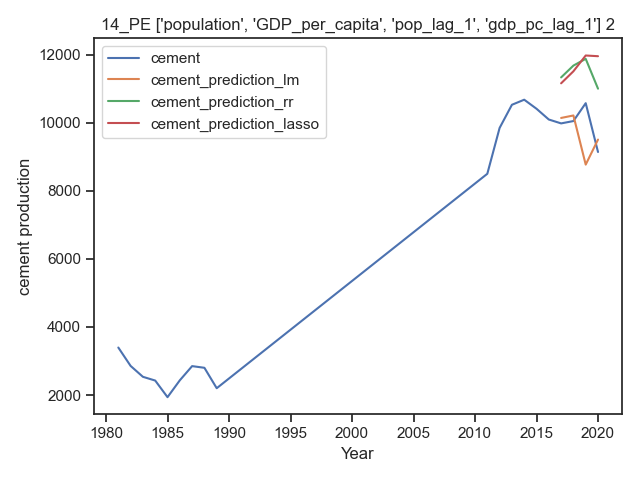 14_PE ['population', 'GDP_per_capita', 'pop_lag_1', 'gdp_pc_lag_1'] 2
cement
cement_prediction_lm
cement_prediction_rr
cement_prediction_lasso
12000
10000
8000
6000
4000
2000
cement production
1980 1985 1990 1995 2000 2005 2010 2015 2020
Year